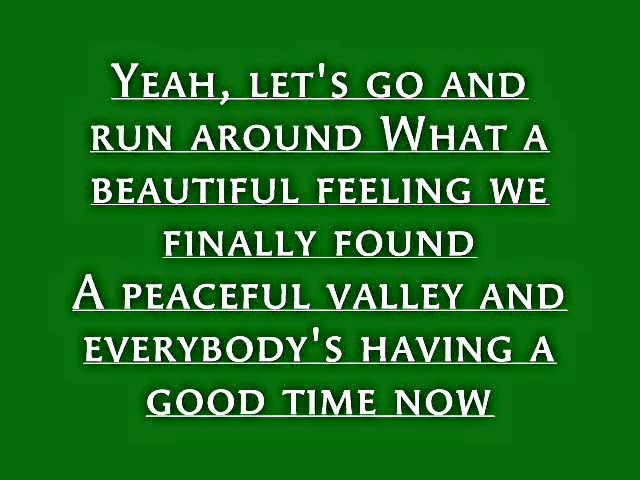 Yeah, let's go and
run around What a
beautiful feeling we
finally found
A peaceful valley and
everybody's having a
good time now